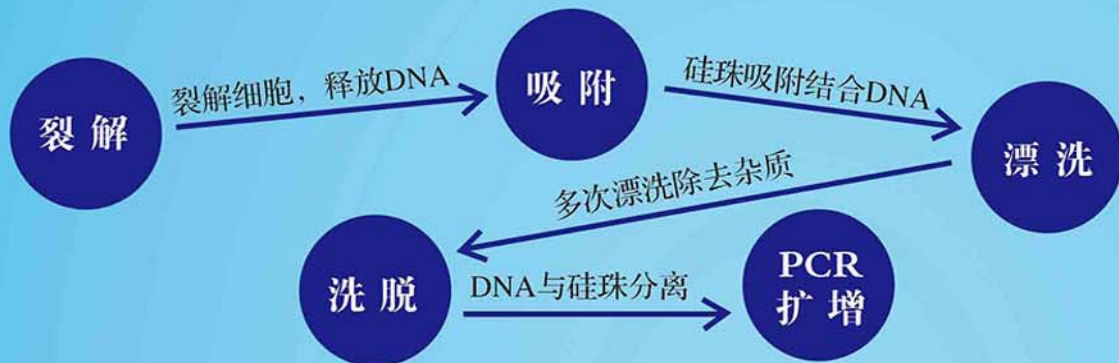 裂解
裂解细胞，释放DNA
吸附
硅珠吸附结合DNA
漂洗
多次漂洗除去杂质
洗脱
DNA与硅珠分离
PCR
扩增